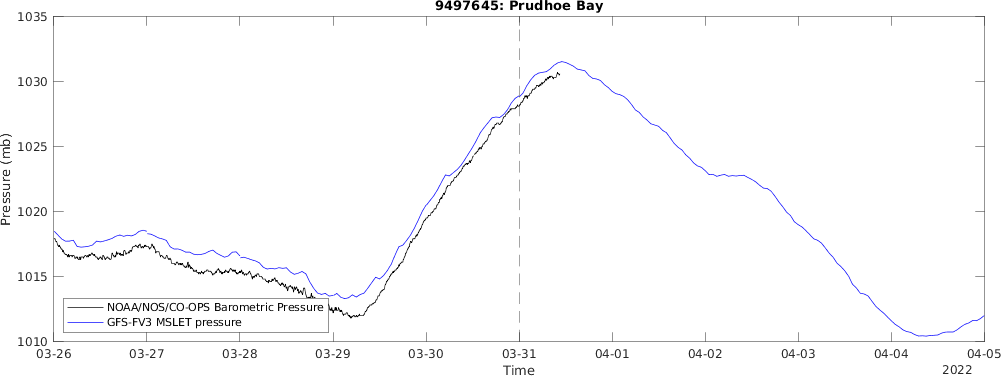 9497645: Prudhoe Bay
1035
1030
1025
1020
1015
1010
Pressure (mb)
NOAA/NOS/CO-OPS Barometric Pressure
GFS-FV3 MSLET pressure
03-26 03-27 03-28 03-29 03-30 03-31 04-01 04-02 04-03 04-04 04-05
Time
2022